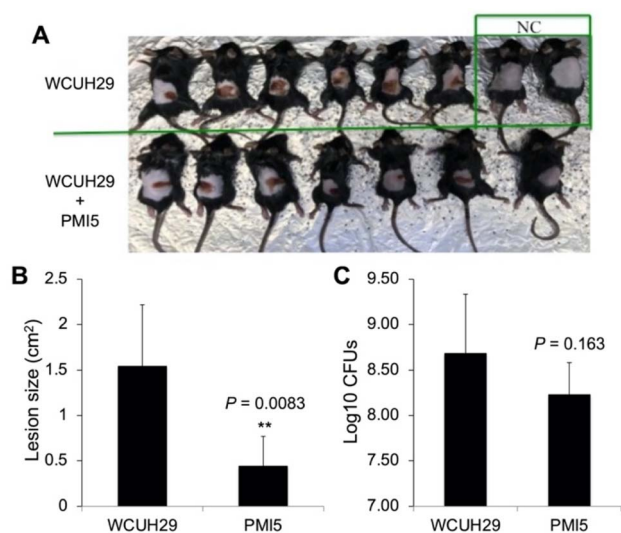 A
NC
WCUH29
WCUH29
+
PMI5
B
2.5
2
1.5
1
0.5
0
Lesion size (cm²)
P = 0.0083
**
WCUH29
PMI5
C
9.50
9.00
8.50
8.00
7.50
7.00
Log10 CFUs
P = 0.163
WCUH29
PMI5